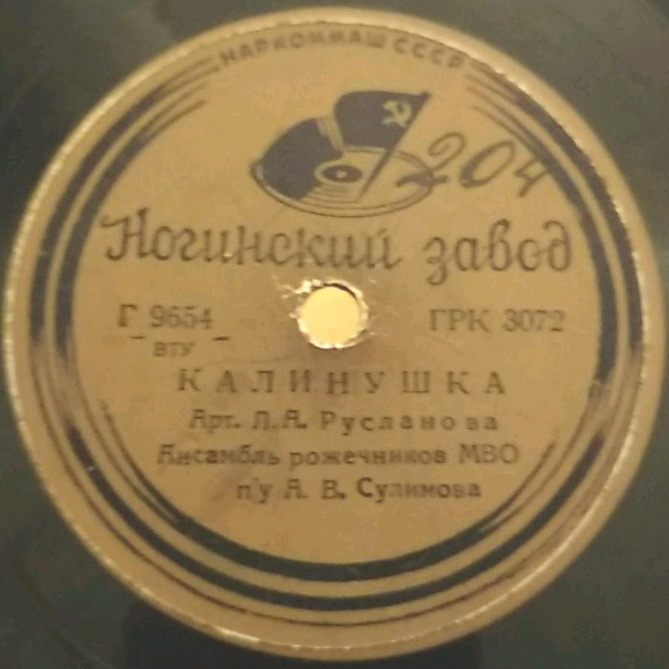 НАРКОММАШ СССР
204
Ногинский завод
Г 9654
ГРК 3072
ВТУ
КАЛИНУШКА
Арт. Л.А. Русланова
Ансамбль рожечников МВО
п/у А. В. Сулимова